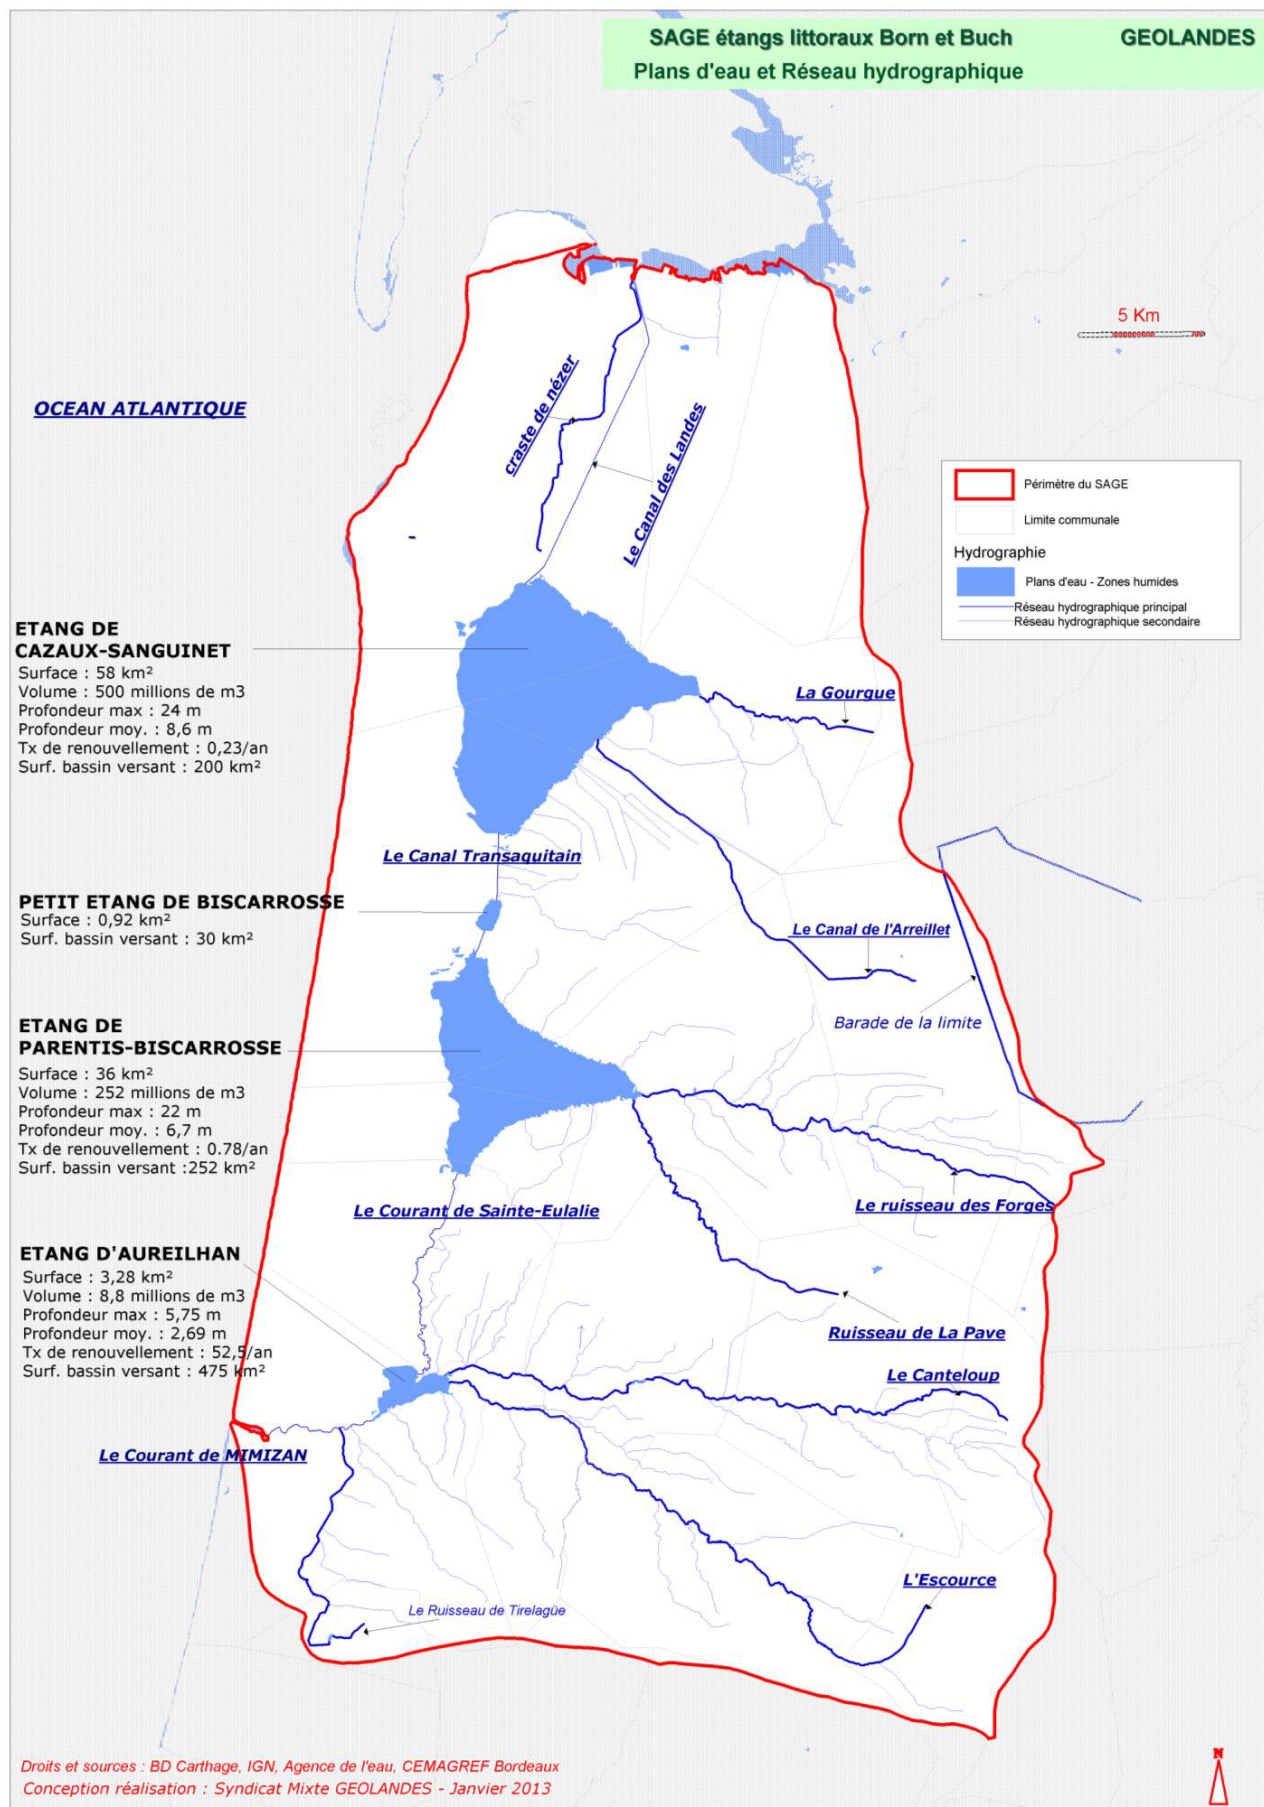 SAGE étangs littoraux Born et Buch
GEOLANDES
Plans d'eau et Réseau hydrographique
5 Km
OCEAN ATLANTIQUE
craste de nézer
Le Canal des Landes
Périmètre du SAGE
Limite communale
Hydrographie
Plans d'eau - Zones humides
Réseau hydrographique principal
Réseau hydrographique secondaire
ETANG DE
CAZAUX-SANGUINET
Surface : 58 km²
Volume : 500 millions de m3
Profondeur max : 24 m
Profondeur moy. : 8,6 m
Tx de renouvellement : 0,23/an
Surf. bassin versant : 200 km²
La Gourgue
Le Canal Transaquitain
PETIT ETANG DE BISCARROSSE
Surface : 0,92 km²
Surf. bassin versant : 30 km²
Le Canal de l'Arreillet
Barade de la limite
ETANG DE
PARENTIS-BISCARROSSE
Surface : 36 km²
Volume : 252 millions de m3
Profondeur max : 22 m
Profondeur moy. : 6,7 m
Tx de renouvellement : 0.78/an
Surf. bassin versant :252 km²
Le Courant de Sainte-Eulalie
Le ruisseau des Forges
ETANG D'AUREILHAN
Surface : 3,28 km²
Volume : 8,8 millions de m3
Profondeur max : 5,75 m
Profondeur moy. : 2,69 m
Tx de renouvellement : 52,5/an
Surf. bassin versant : 475 km²
Ruisseau de La Pave
Le Canteloup
Le Courant de MIMIZAN
L'Escource
Le Ruisseau de Tirelagüe
Droits et sources : BD Carthage, IGN, Agence de l'eau, CEMAGREF Bordeaux
Conception réalisation : Syndicat Mixte GEOLANDES - Janvier 2013
N